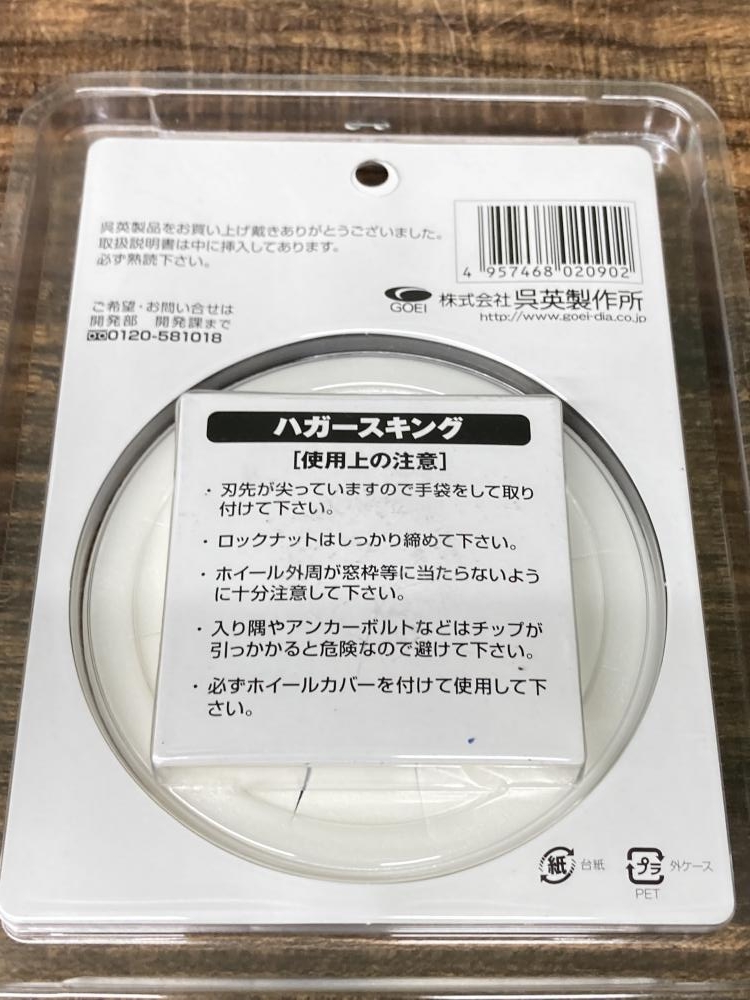 呉英製品をお買い上げ戴きありがとうございました。
取扱説明書は中に挿入してあります。
必ず熟読下さい。
4 957468 020902
GOEI 株式会社 呉英製作所
http://www.goei-dia.co.jp
ご希望・お問い合せは
開発部 開発課まで
0120-581018
ハガースキング
[使用上の注意]
・刃先が尖っていますので手袋をして取り
付けて下さい。
・ロックナットはしっかり締めて下さい。
・ホイール外周が窓枠等に当たらないよう
に十分注意して下さい。
・入り隅やアンカーボルトなどはチップが
引っかかると危険なので避けて下さい。
・必ずホイールカバーを付けて使用して下
さい。
紙 台紙
プラ 外ケース
PET